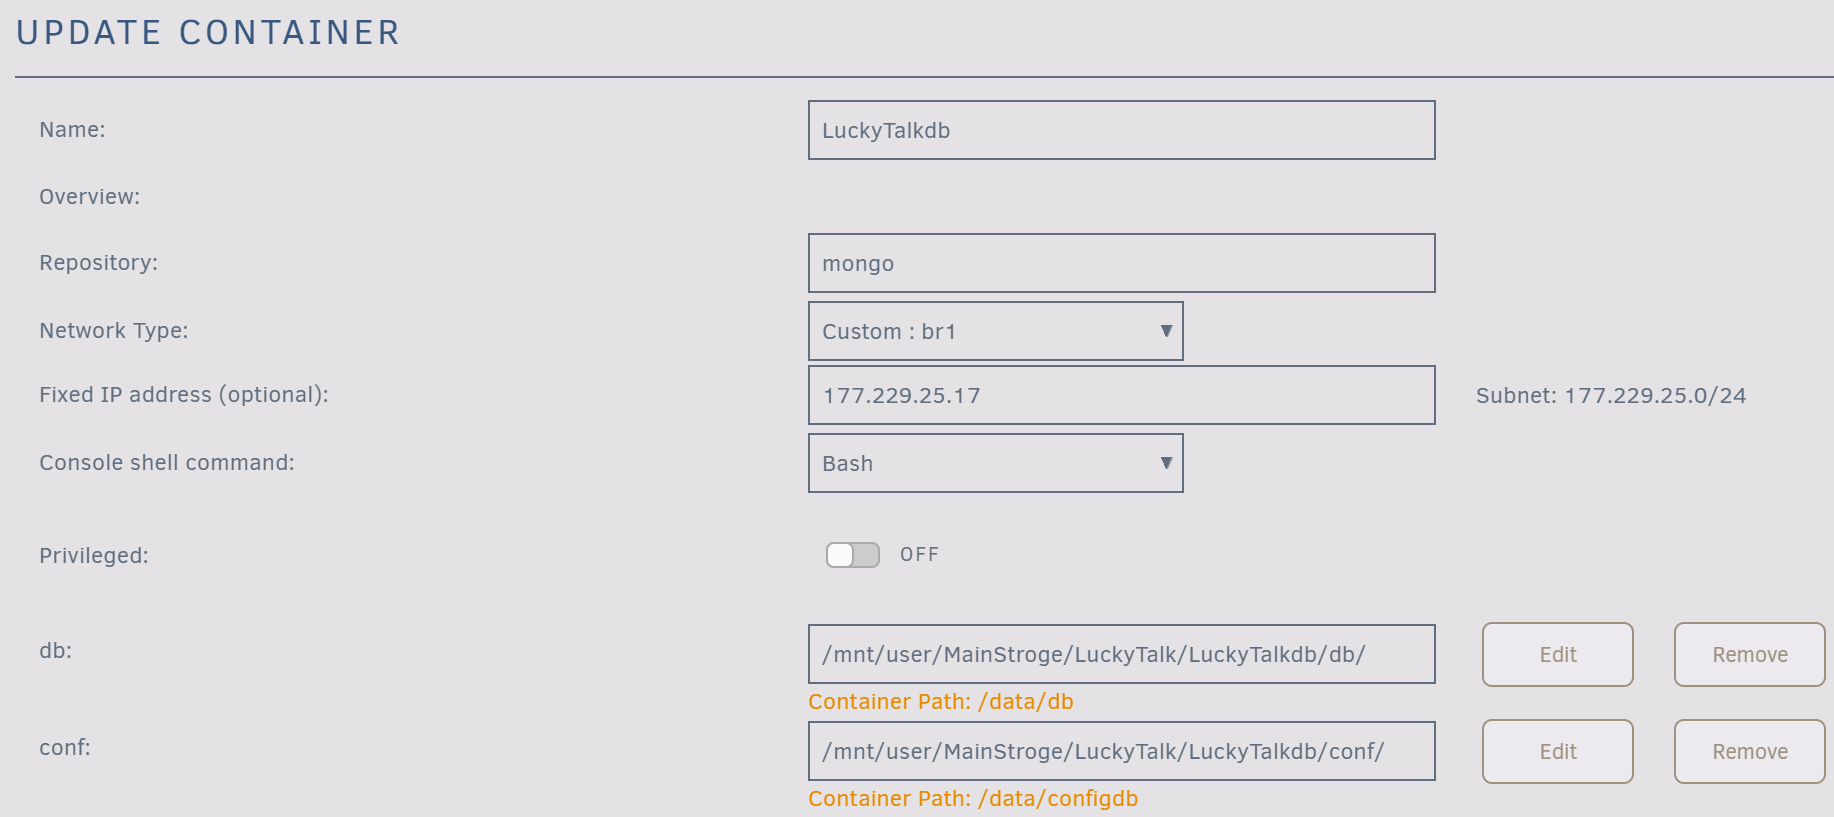 UPDATE CONTAINER
Name: LuckyTalkdb
Overview:
Repository: mongo
Network Type: Custom : br1
Fixed IP address (optional): 177.229.25.17 Subnet: 177.229.25.0/24
Console shell command: Bash
Privileged: OFF
db: /mnt/user/MainStroge/LuckyTalk/LuckyTalkdb/db/ Edit Remove
Container Path: /data/db
conf: /mnt/user/MainStroge/LuckyTalk/LuckyTalkdb/conf/ Edit Remove
Container Path: /data/configdb